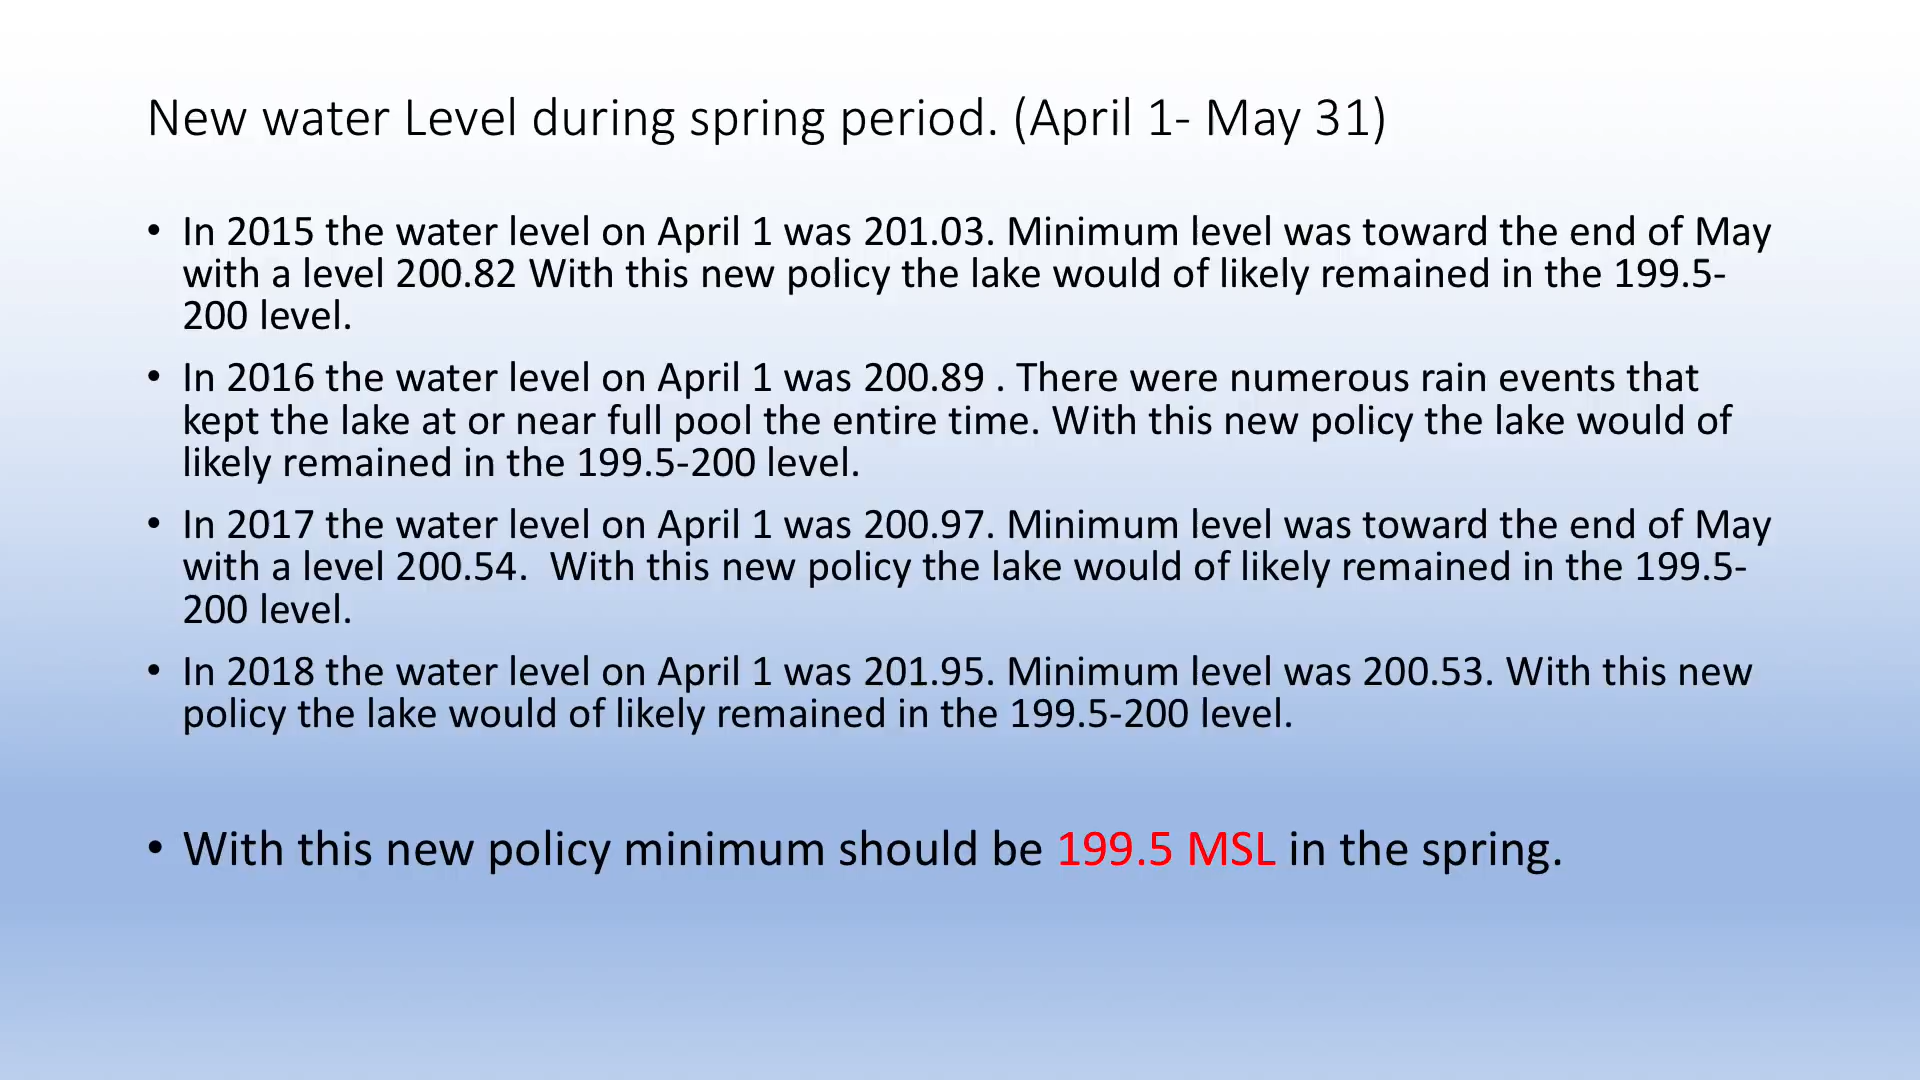 New water Level during spring period. (April 1- May 31)
• In 2015 the water level on April 1 was 201.03. Minimum level was toward the end of May
with a level 200.82 With this new policy the lake would of likely remained in the 199.5-
200 level.
• In 2016 the water level on April 1 was 200.89 . There were numerous rain events that
kept the lake at or near full pool the entire time. With this new policy the lake would of
likely remained in the 199.5-200 level.
• In 2017 the water level on April 1 was 200.97. Minimum level was toward the end of May
with a level 200.54.  With this new policy the lake would of likely remained in the 199.5-
200 level.
• In 2018 the water level on April 1 was 201.95. Minimum level was 200.53. With this new
policy the lake would of likely remained in the 199.5-200 level.
• With this new policy minimum should be 199.5 MSL in the spring.